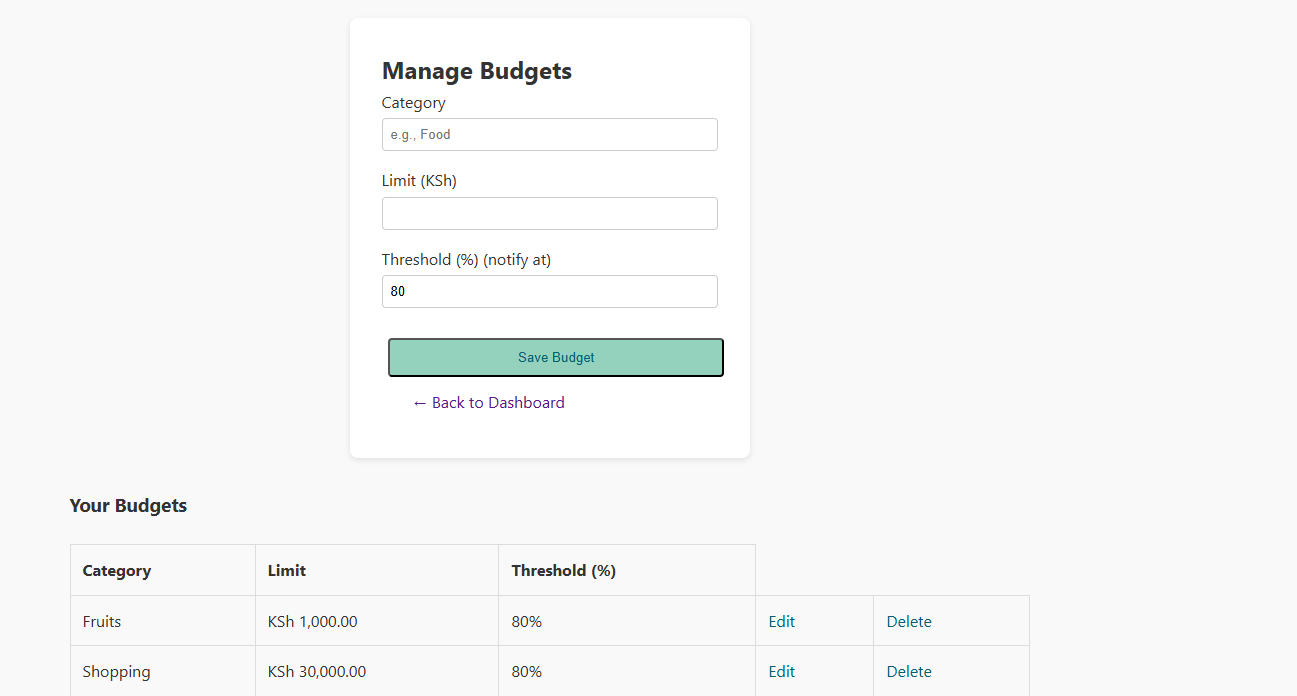 Manage Budgets
Category
e.g., Food
Limit (KSh)
Threshold (%) (notify at)
80
Save Budget
← Back to Dashboard
Your Budgets
Category Limit Threshold (%)
Fruits KSh 1,000.00 80% Edit Delete
Shopping KSh 30,000.00 80% Edit Delete